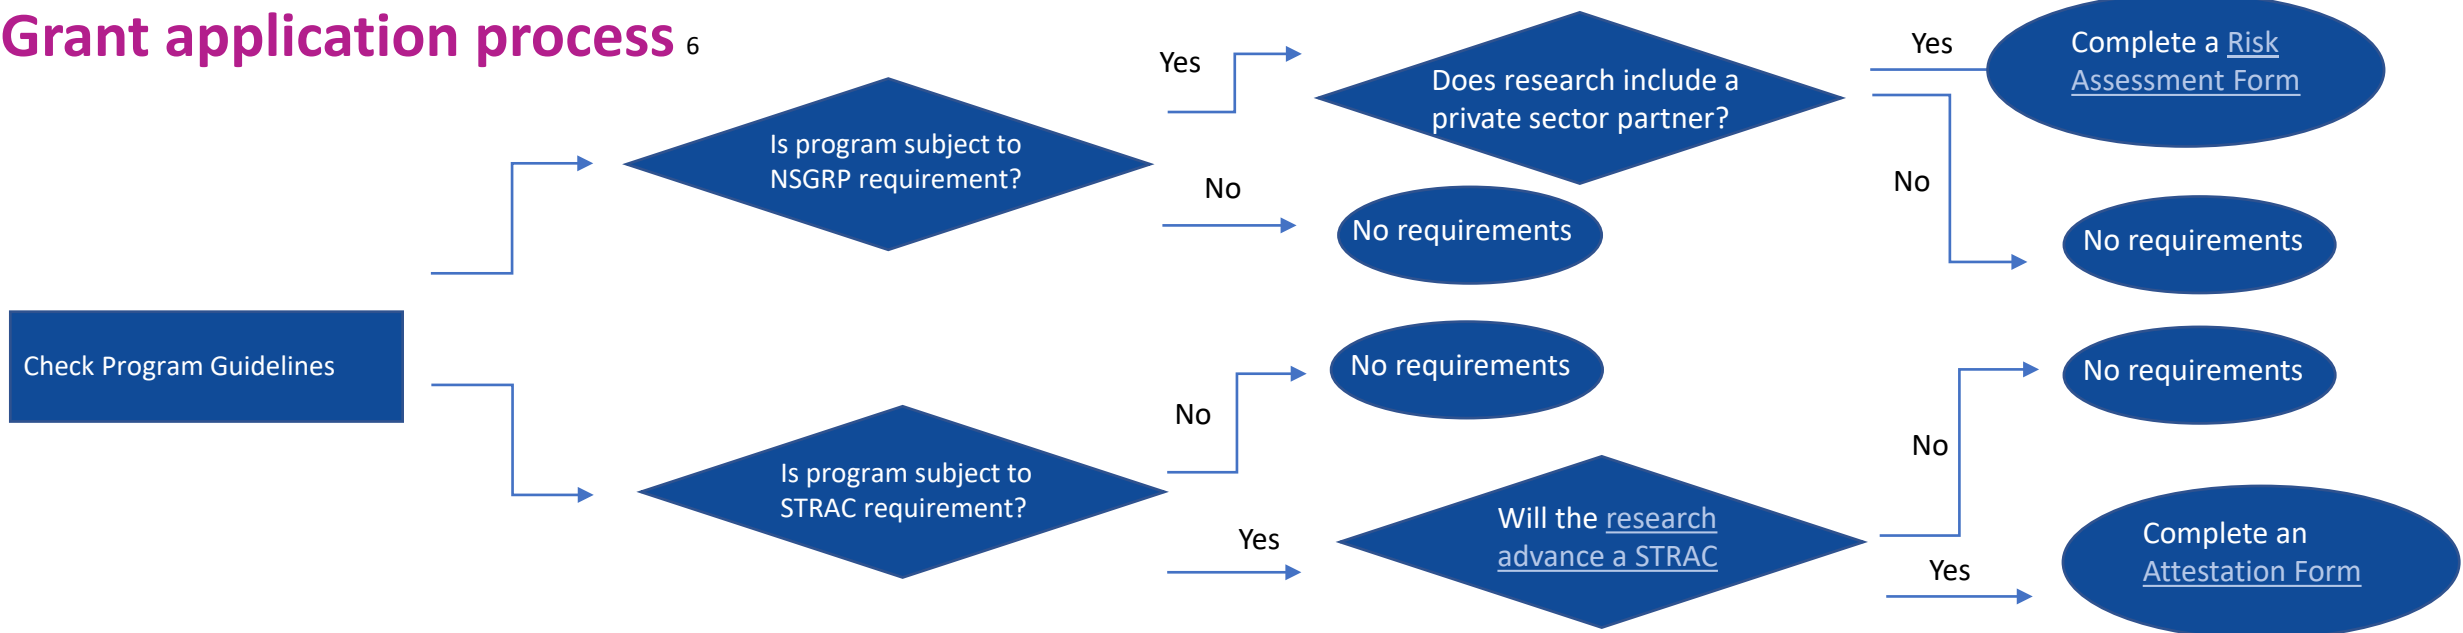 Grant application process 6
Check Program Guidelines
Is program subject to
NSGRP requirement?
Yes
No
Does research include a
private sector partner?
No requirements
Yes
No
Complete a Risk
Assessment Form
No requirements
Is program subject to
STRAC requirement?
No
Yes
No requirements
Will the research
advance a STRAC
No
Yes
No requirements
Complete an
Attestation Form